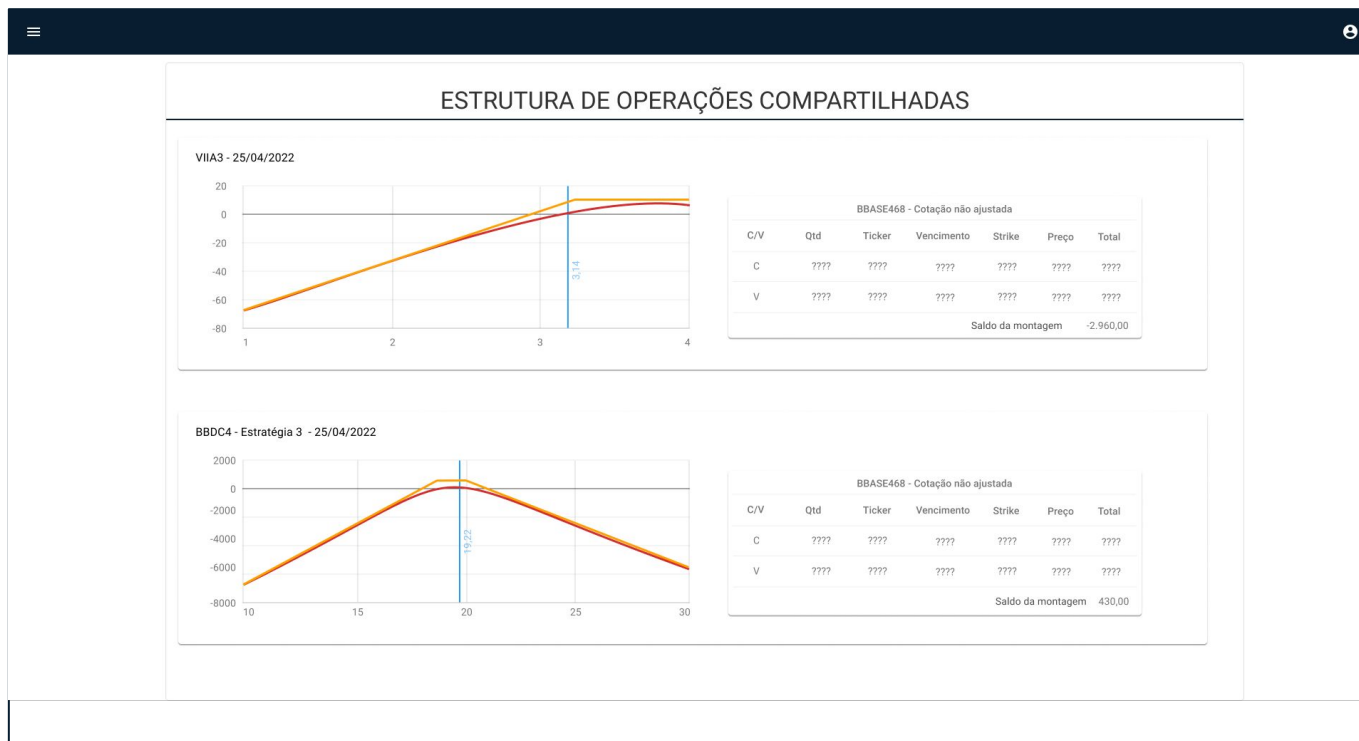 ESTRUTURA DE OPERAÇÕES COMPARTILHADAS
VIIA3 - 25/04/2022
20
0
-20
-40
-60
-80
1 2 3 4
3,14
BBASE468 - Cotação não ajustada
C/V Qtd Ticker Vencimento Strike Preço Total
C ???? ???? ???? ???? ???? ????
V ???? ???? ???? ???? ???? ????
Saldo da montagem -2.960,00
BBDC4 - Estratégia 3 - 25/04/2022
2000
0
-2000
-4000
-6000
-8000
10 15 20 25 30
19,22
BBASE468 - Cotação não ajustada
C/V Qtd Ticker Vencimento Strike Preço Total
C ???? ???? ???? ???? ???? ????
V ???? ???? ???? ???? ???? ????
Saldo da montagem 430,00